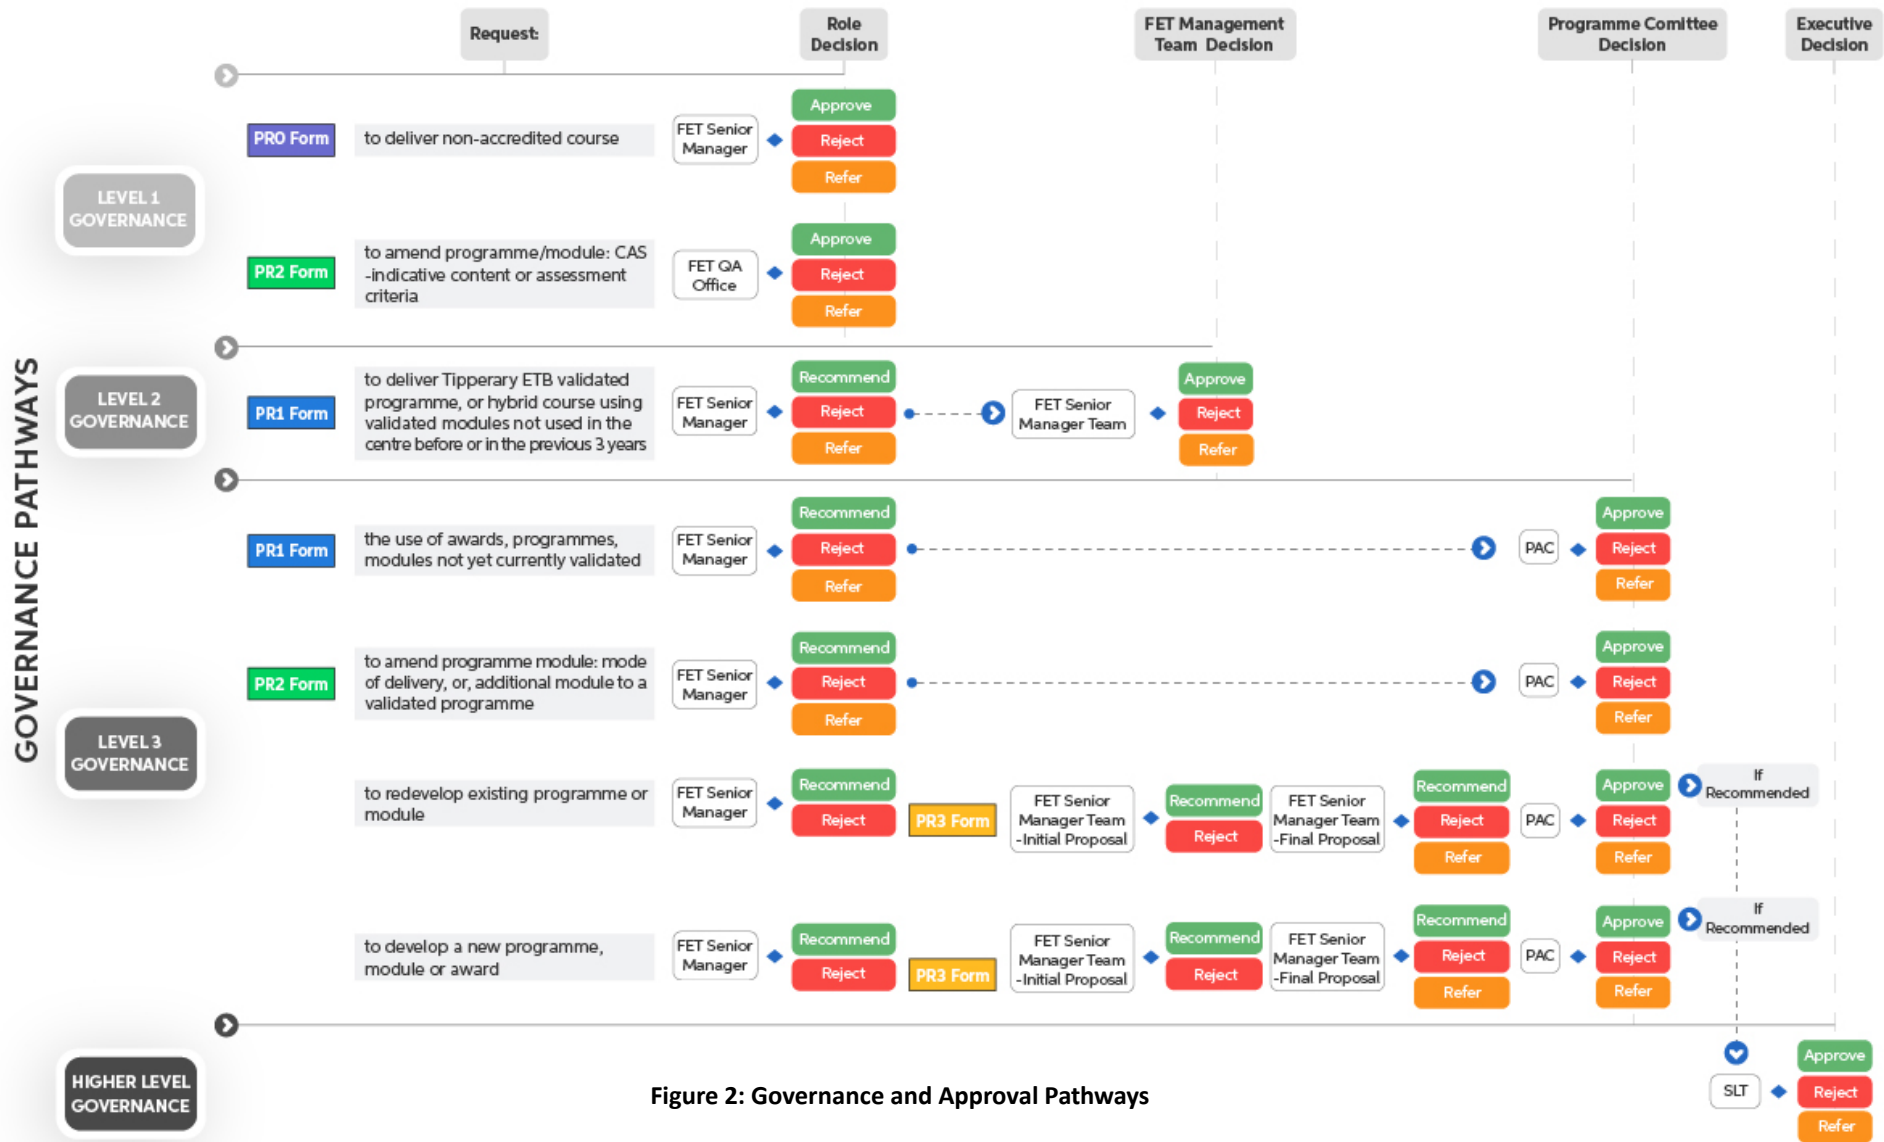 Request:
Role
Decision
FET Management
Team Decision
Programme Comittee
Decision
Executive
Decision
GOVERNANCE PATHWAYS
LEVEL 1
GOVERNANCE
PR0 Form
to deliver non-accredited course
FET Senior
Manager
Approve
Reject
Refer
PR2 Form
to amend programme/module: CAS
-indicative content or assessment
criteria
FET QA
Office
Approve
Reject
Refer
LEVEL 2
GOVERNANCE
PR1 Form
to deliver Tipperary ETB validated
programme, or hybrid course using
validated modules not used in the
centre before or in the previous 3 years
FET Senior
Manager
Recommend
Reject
Refer
FET Senior
Manager Team
Approve
Reject
Refer
LEVEL 3
GOVERNANCE
PR1 Form
the use of awards, programmes,
modules not yet currently validated
FET Senior
Manager
Recommend
Reject
Refer
PAC
Approve
Reject
Refer
PR2 Form
to amend programme module: mode
of delivery, or, additional module to a
validated programme
FET Senior
Manager
Recommend
Reject
Refer
PAC
Approve
Reject
Refer
to redevelop existing programme or
module
FET Senior
Manager
Recommend
Reject
PR3 Form
FET Senior
Manager Team
-Initial Proposal
Recommend
Reject
FET Senior
Manager Team
-Final Proposal
Recommend
Reject
Refer
PAC
Approve
Reject
Refer
If
Recommended
to develop a new programme,
module or award
FET Senior
Manager
Recommend
Reject
PR3 Form
FET Senior
Manager Team
-Initial Proposal
Recommend
Reject
FET Senior
Manager Team
-Final Proposal
Recommend
Reject
Refer
PAC
Approve
Reject
Refer
If
Recommended
HIGHER LEVEL
GOVERNANCE
SLT
Approve
Reject
Refer
Figure 2: Governance and Approval Pathways